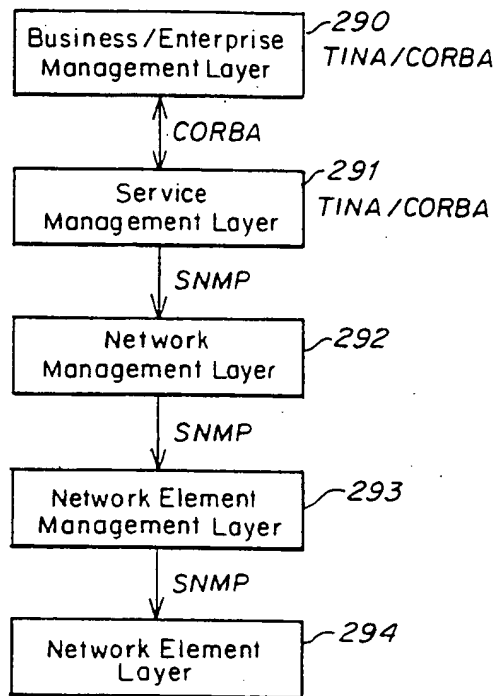 Business/Enterprise
Management Layer
290
TINA/CORBA
CORBA
Service
Management Layer
291
TINA/CORBA
SNMP
Network
Management Layer
292
SNMP
Network Element
Management Layer
293
SNMP
Network Element
Layer
294